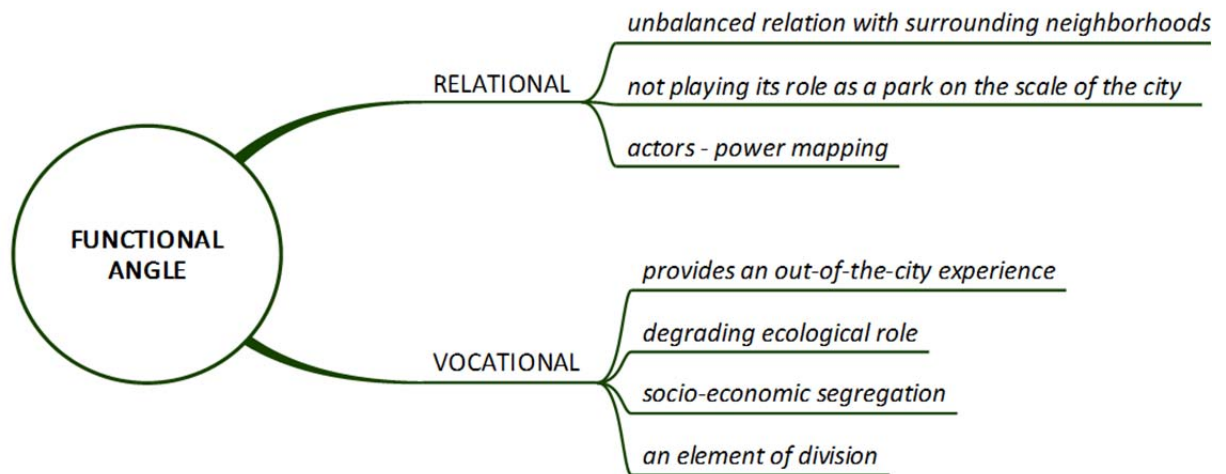 FUNCTIONAL
ANGLE
RELATIONAL
unbalanced relation with surrounding neighborhoods
not playing its role as a park on the scale of the city
actors - power mapping
VOCATIONAL
provides an out-of-the-city experience
degrading ecological role
socio-economic segregation
an element of division